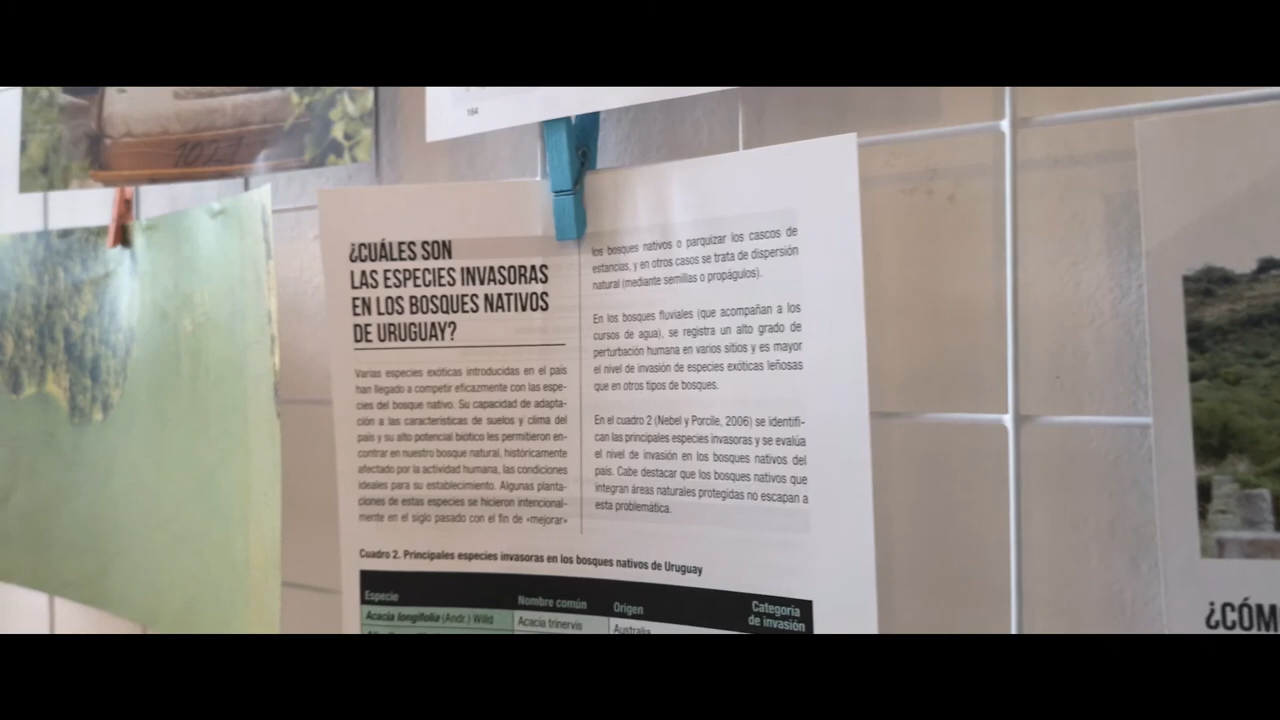 1021
164
¿CUÁLES SON
LAS ESPECIES INVASORAS
EN LOS BOSQUES NATIVOS
DE URUGUAY?
Varias especies exóticas introducidas en el país
han llegado a competir eficazmente con las espe-
cies del bosque nativo. Su capacidad de adapta-
ción a las características de suelos y clima del
país y su alto potencial biótico les permitieron en-
contrar en nuestro bosque natural, históricamente
afectado por la actividad humana, las condiciones
ideales para su establecimiento. Algunas planta-
ciones de estas especies se hicieron intencional-
mente en el siglo pasado con el fin de «mejorar»
los bosques nativos o parquizar los cascos de
estancias, y en otros casos se trata de dispersión
natural (mediante semillas o propágulos).
En los bosques fluviales (que acompañan a los
cursos de agua), se registra un alto grado de
perturbación humana en varios sitios y es mayor
el nivel de invasión de especies exóticas leñosas
que en otros tipos de bosques.
En el cuadro 2 (Nebel y Porcile, 2006) se identifi-
can las principales especies invasoras y se evalúa
el nivel de invasión en los bosques nativos del
país. Cabe destacar que los bosques nativos que
integran áreas naturales protegidas no escapan a
esta problemática.
Cuadro 2. Principales especies invasoras en los bosques nativos de Uruguay
Especie Nombre común Origen Categoría
de invasión
Acacia longifolia (Andr.) Willd Acacia trinervis Australia
¿CÓM